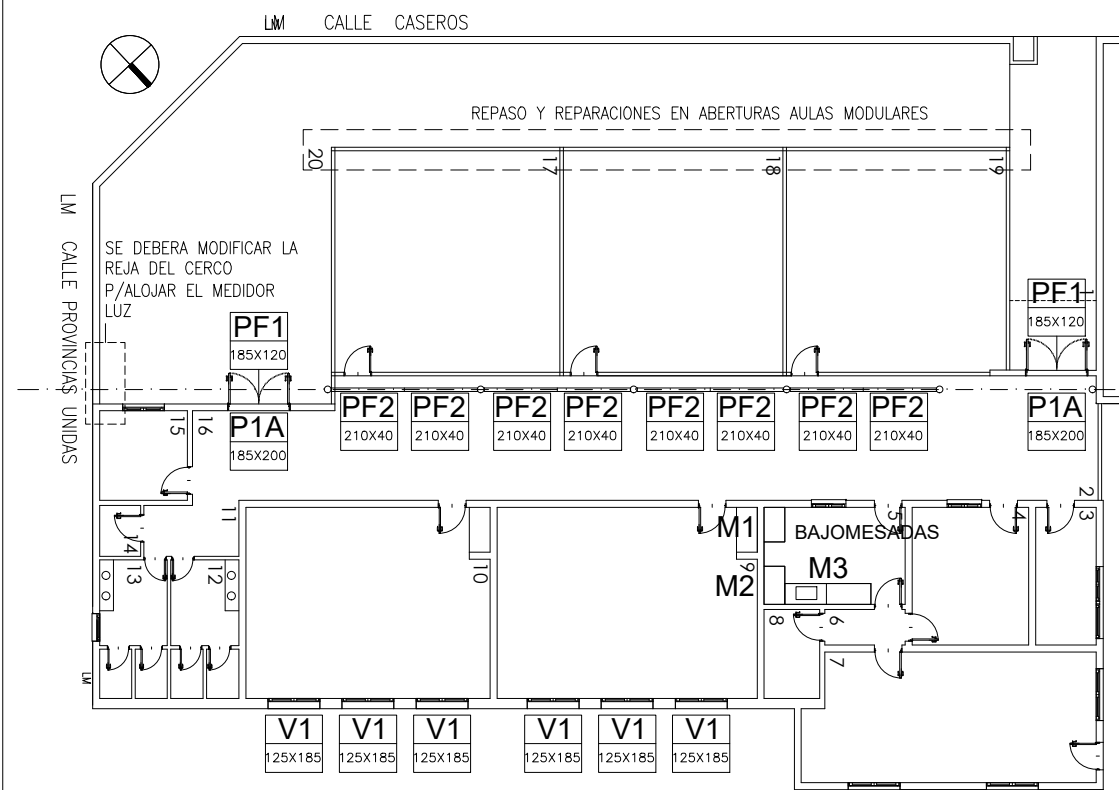 LM CALLE CASEROS
REPASO Y REPARACIONES EN ABERTURAS AULAS MODULARES
20
17
18
19
LM CALLE PROVINCIAS UNIDAS
SE DEBERA MODIFICAR LA
REJA DEL CERCO
P/ALOJAR EL MEDIDOR
LUZ
PF1
185X120
1
PF1
185X120
P1A
185X200
PF2
210X40
PF2
210X40
PF2
210X40
PF2
210X40
PF2
210X40
PF2
210X40
PF2
210X40
PF2
210X40
P1A
185X200
15
16
11
14
13
12
10
9
M1
M2
BAJOMESADAS
M3
5
4
2
3
8
6
7
LM
V1
125X185
V1
125X185
V1
125X185
V1
125X185
V1
125X185
V1
125X185